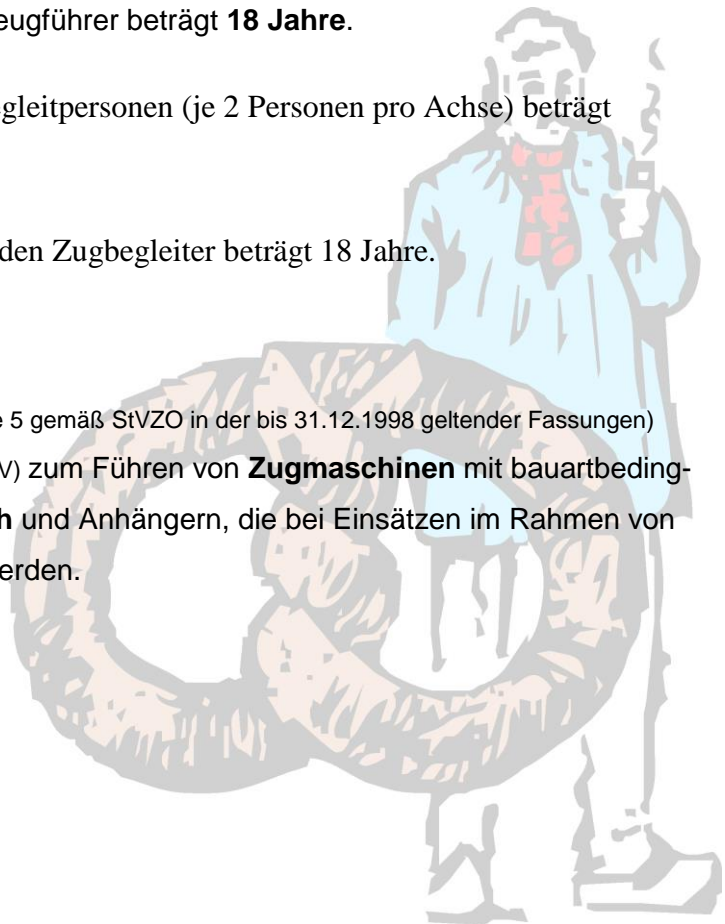 eugführer beträgt 18 Jahre.
gleitpersonen (je 2 Personen pro Achse) beträgt
den Zugbegleiter beträgt 18 Jahre.
e 5 gemäß StVZO in der bis 31.12.1998 geltender Fassungen)
V) zum Führen von Zugmaschinen mit bauartbeding-
h und Anhängern, die bei Einsätzen im Rahmen von
erden.